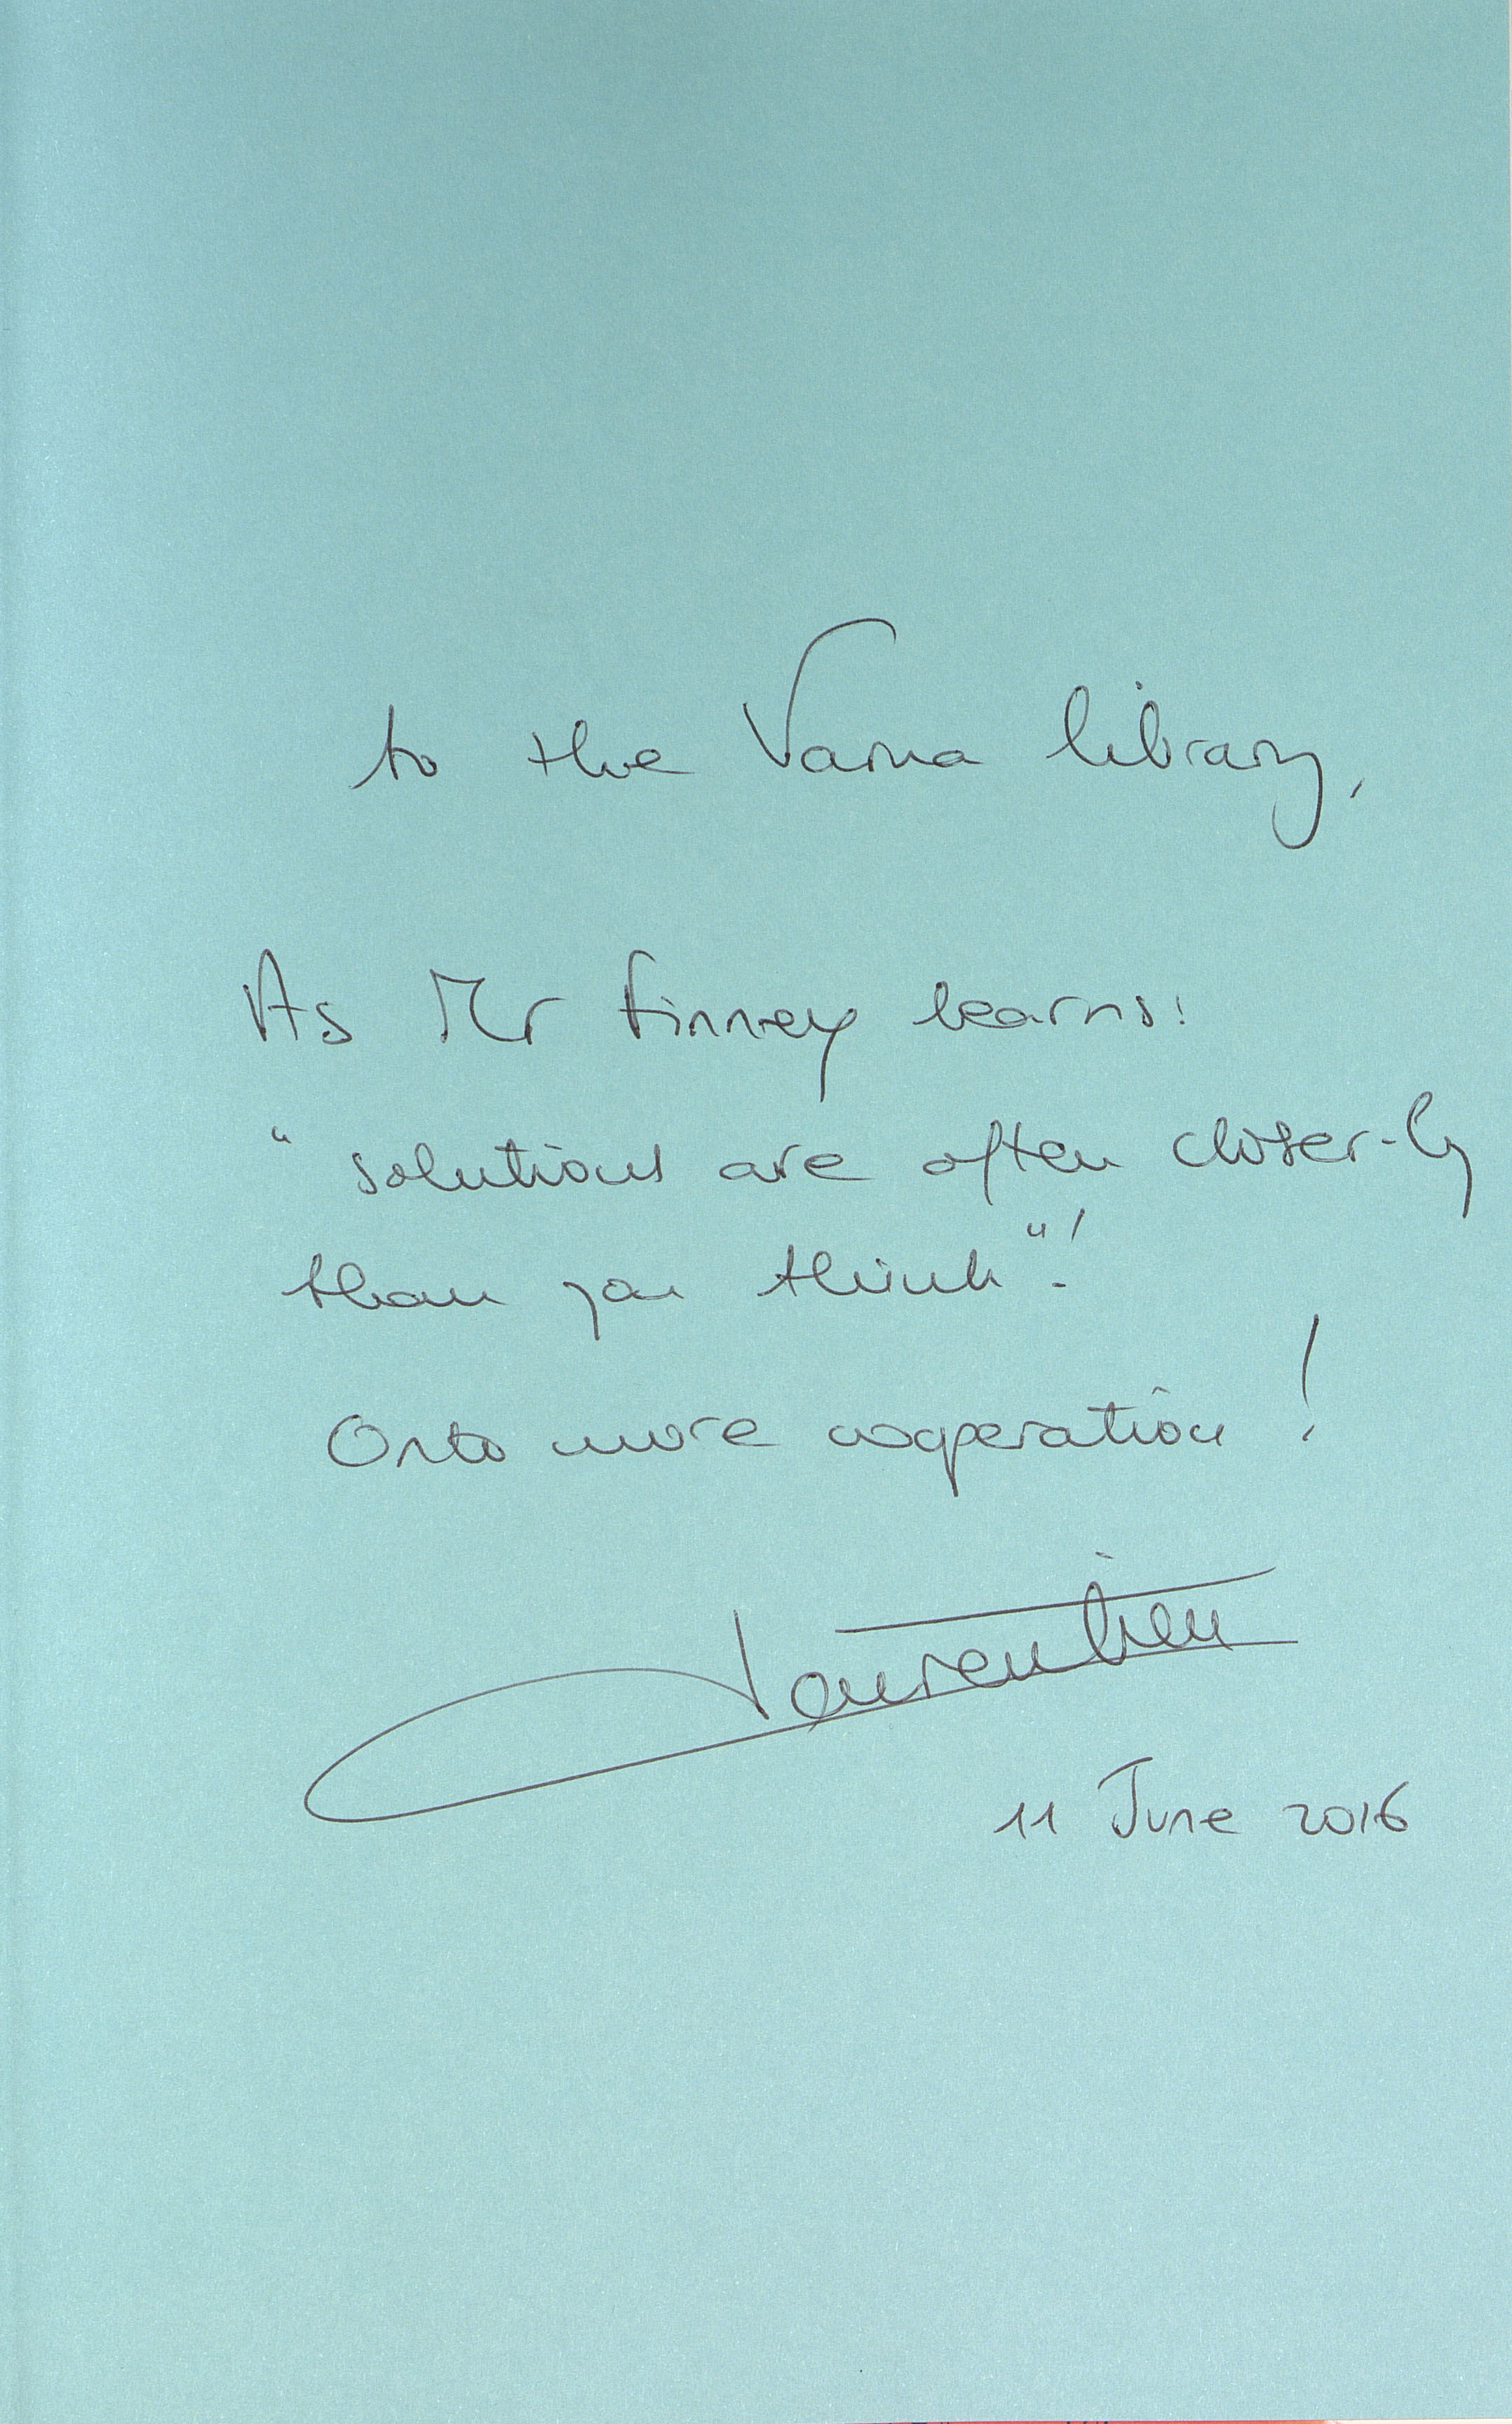 to the Varna library,
As Mr Finney learns:
" solutions are often closer-by
than you think"!
Onto more cooperation !
Laurentien
11 June 2016